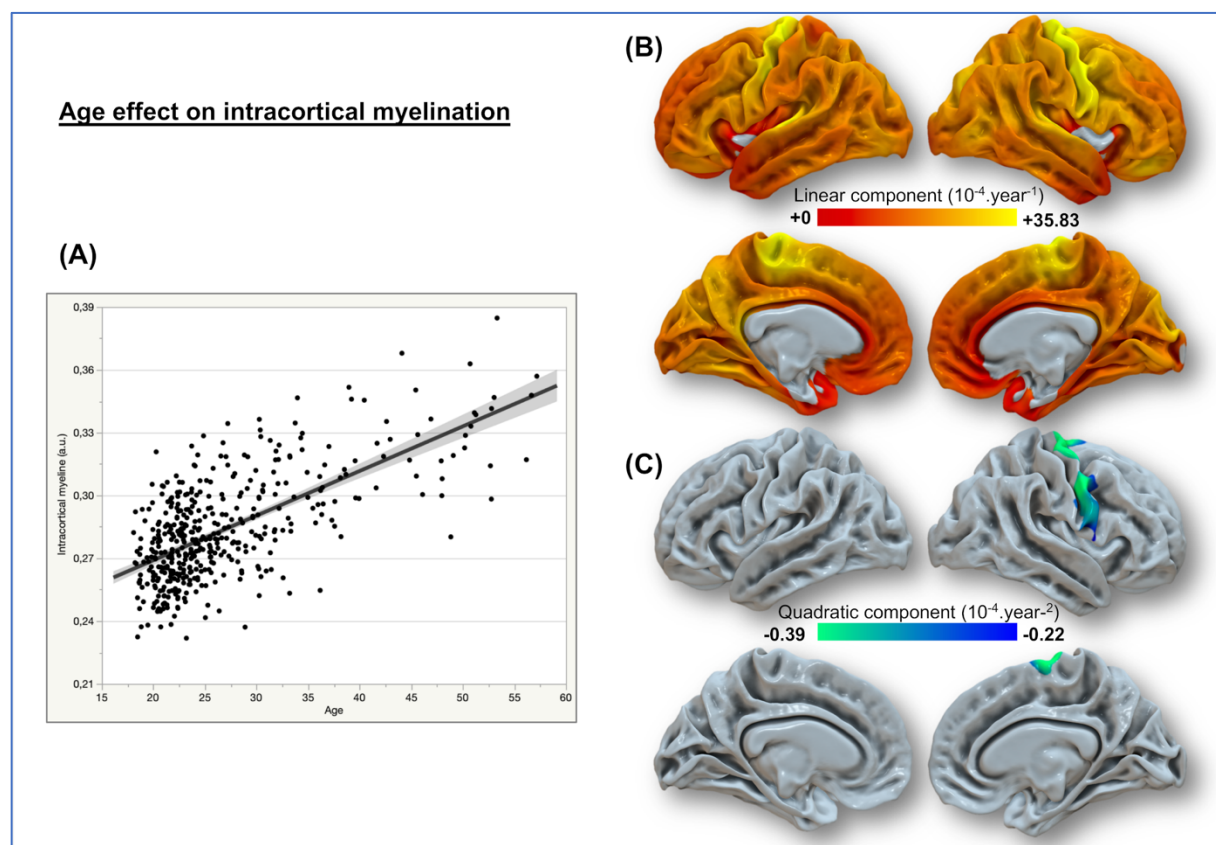 Age effect on intracortical myelination
(A)
0,39
0,36
0,33
0,30
0,27
0,24
0,21
Intracortical myeline (a.u.)
15 20 25 30 35 40 45 50 55 60
Age
(B)
Linear component (10⁻⁴.year⁻¹)
+0 +35.83
(C)
Quadratic component (10⁻⁴.year-²)
-0.39 -0.22